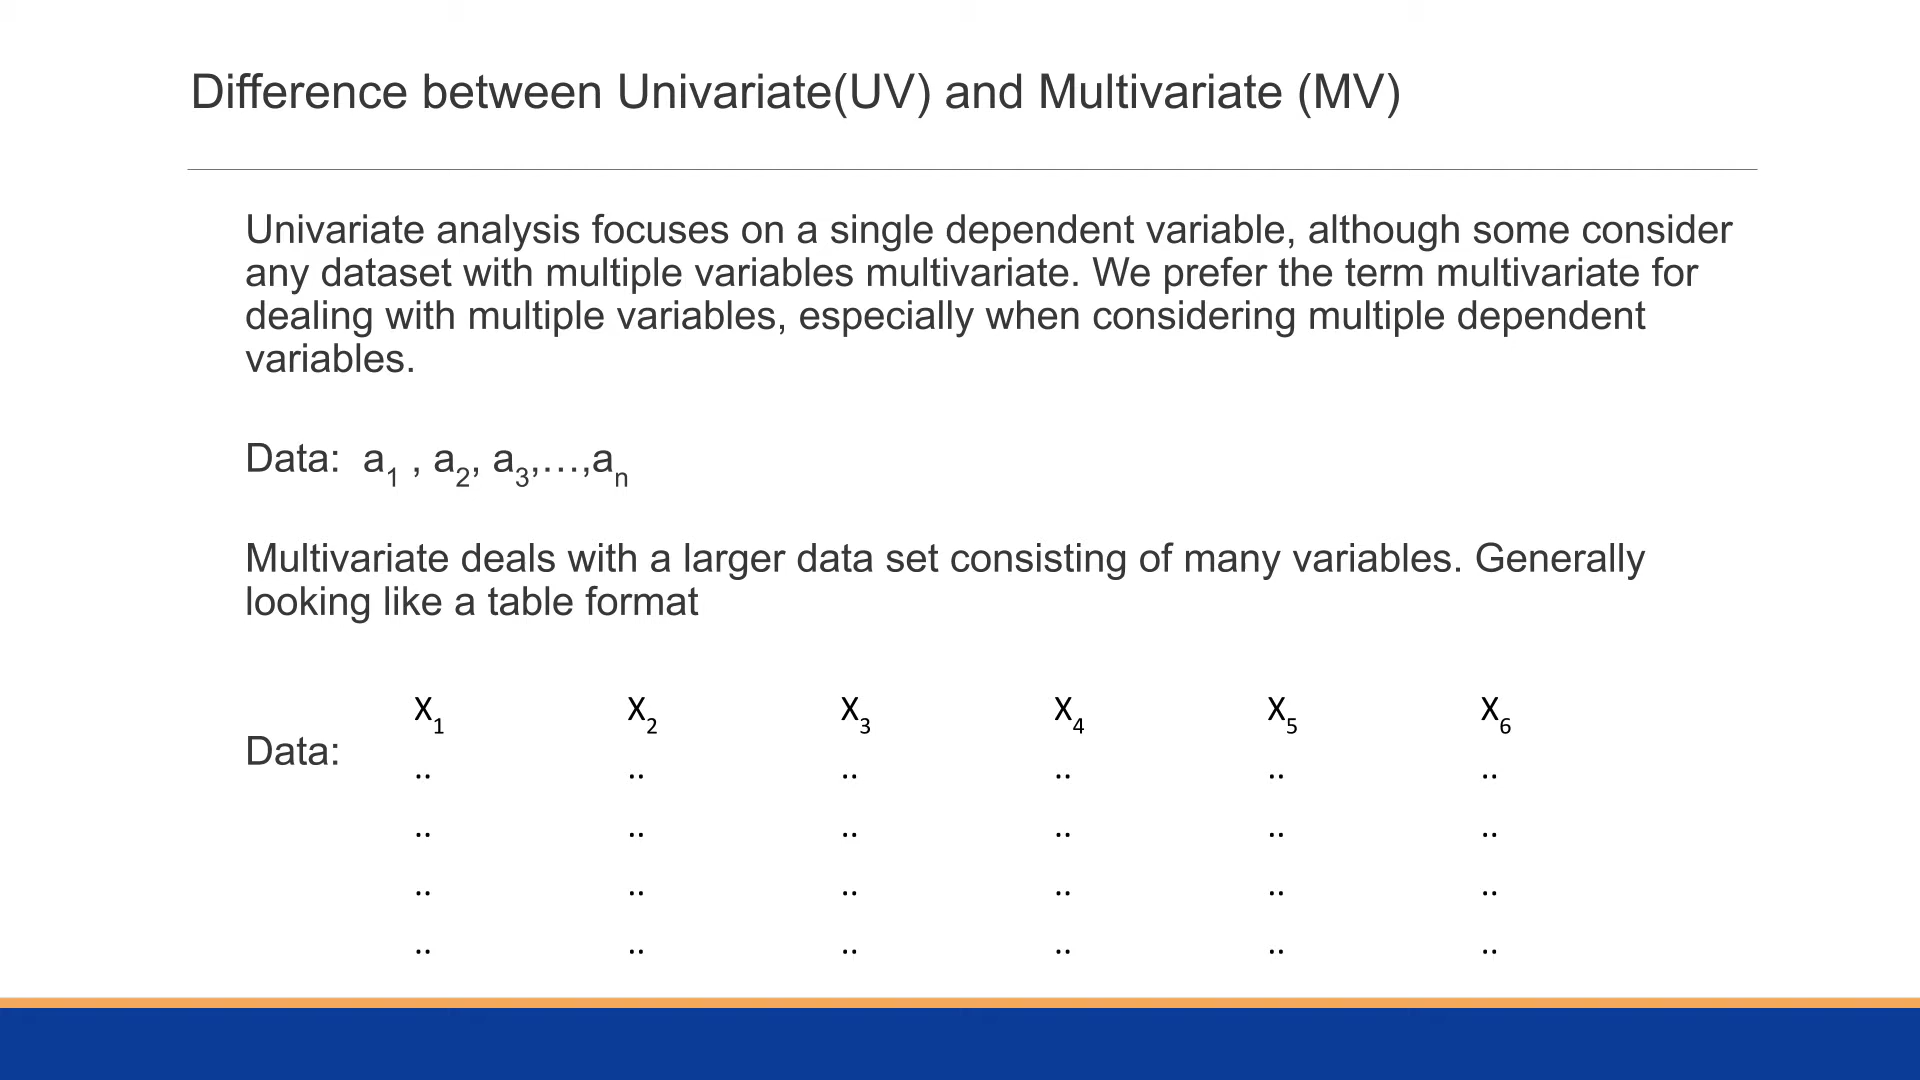 Difference between Univariate(UV) and Multivariate (MV)
Univariate analysis focuses on a single dependent variable, although some consider
any dataset with multiple variables multivariate. We prefer the term multivariate for
dealing with multiple variables, especially when considering multiple dependent
variables.
Data: a1 , a2, a3,…,an
Multivariate deals with a larger data set consisting of many variables. Generally
looking like a table format
X1 X2 X3 X4 X5 X6
Data:
.. .. .. .. .. ..
.. .. .. .. .. ..
.. .. .. .. .. ..
.. .. .. .. .. ..